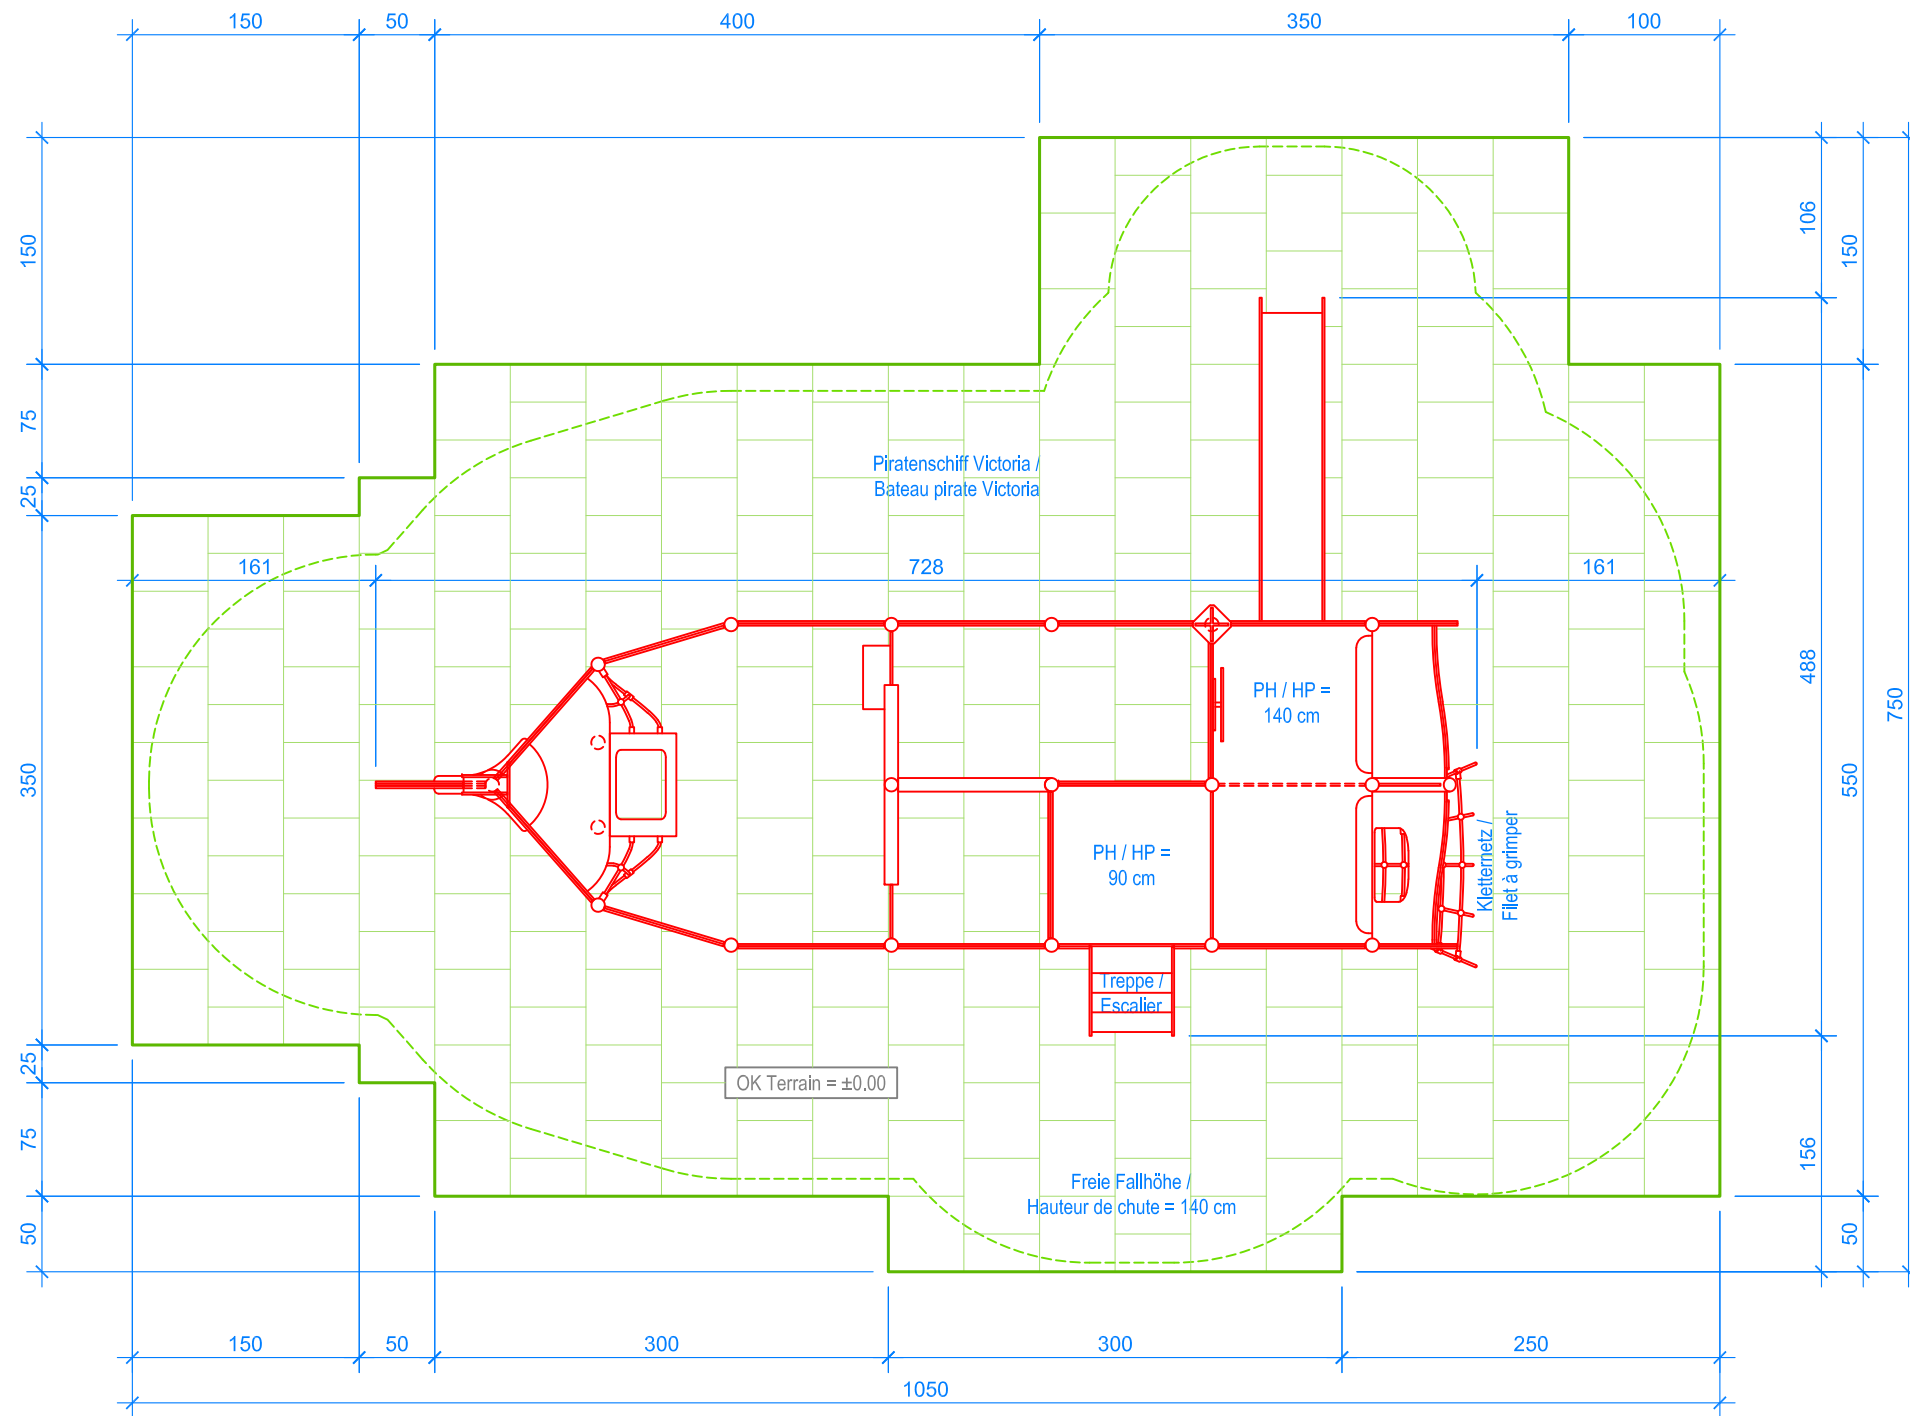 150
50
400
350
100
150
75
25
350
25
75
50
106
488
156
150
550
50
750
Piratenschiff Victoria /
Bateau pirate Victoria
161
728
161
PH / HP =
140 cm
PH / HP =
90 cm
Kletternetz /
Filet à grimper
Treppe /
Escalier
OK Terrain = ±0.00
Freie Fallhöhe /
Hauteur de chute = 140 cm
150
50
300
300
250
1050